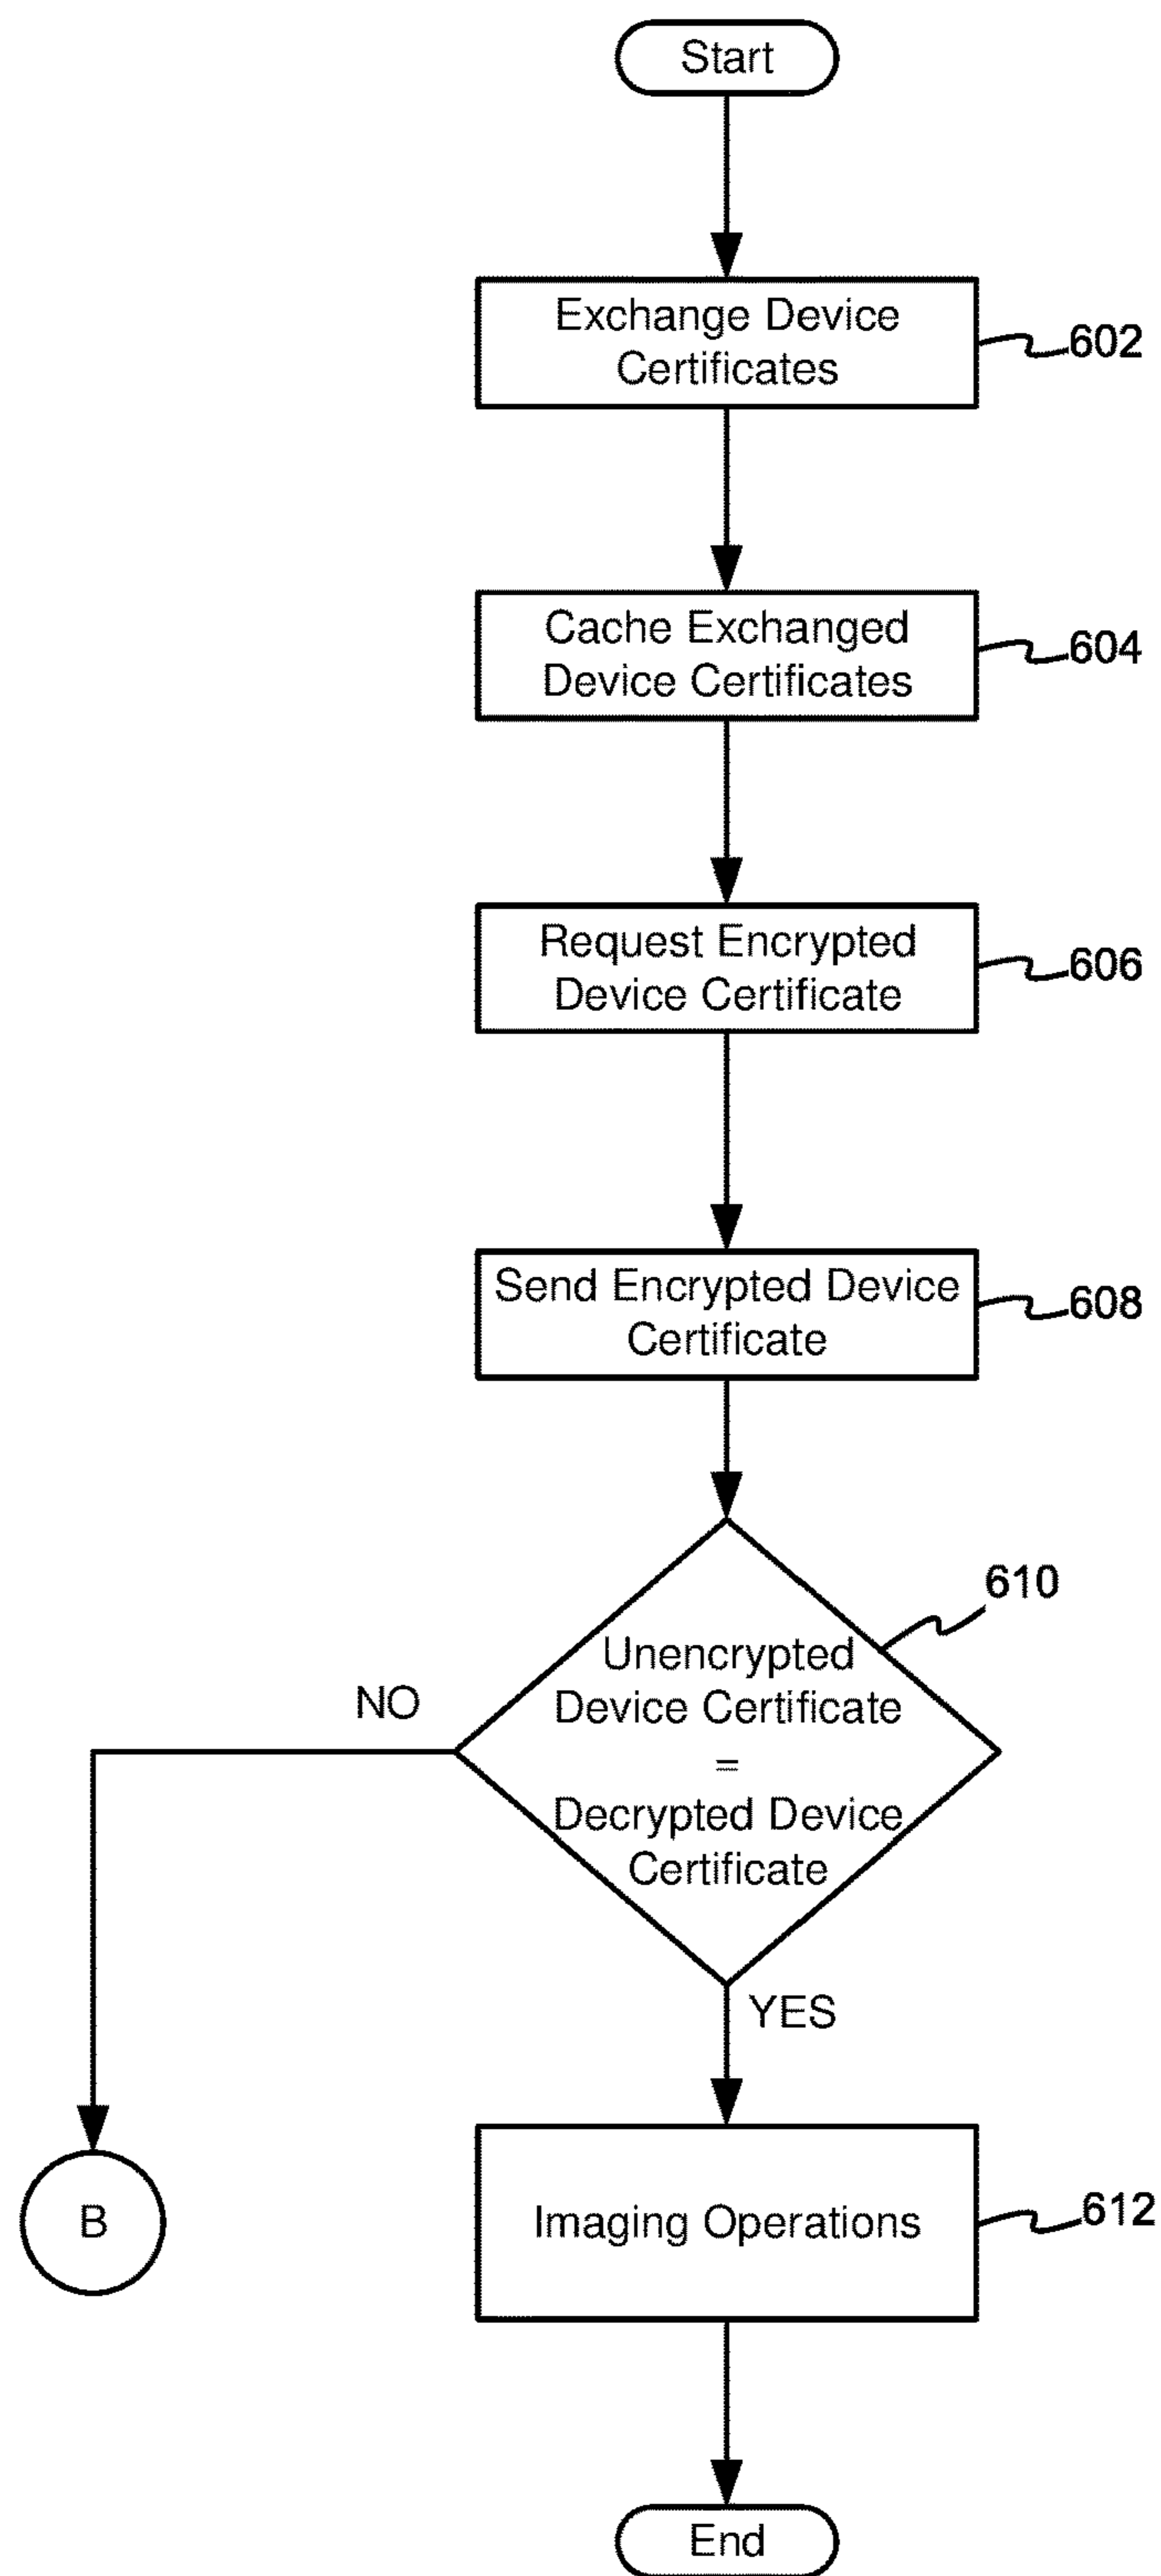 Start
Exchange Device
Certificates
602
Cache Exchanged
Device Certificates
604
Request Encrypted
Device Certificate
606
Send Encrypted Device
Certificate
608
610
Unencrypted
Device Certificate
=
Decrypted Device
Certificate
NO
YES
B
Imaging Operations
612
End